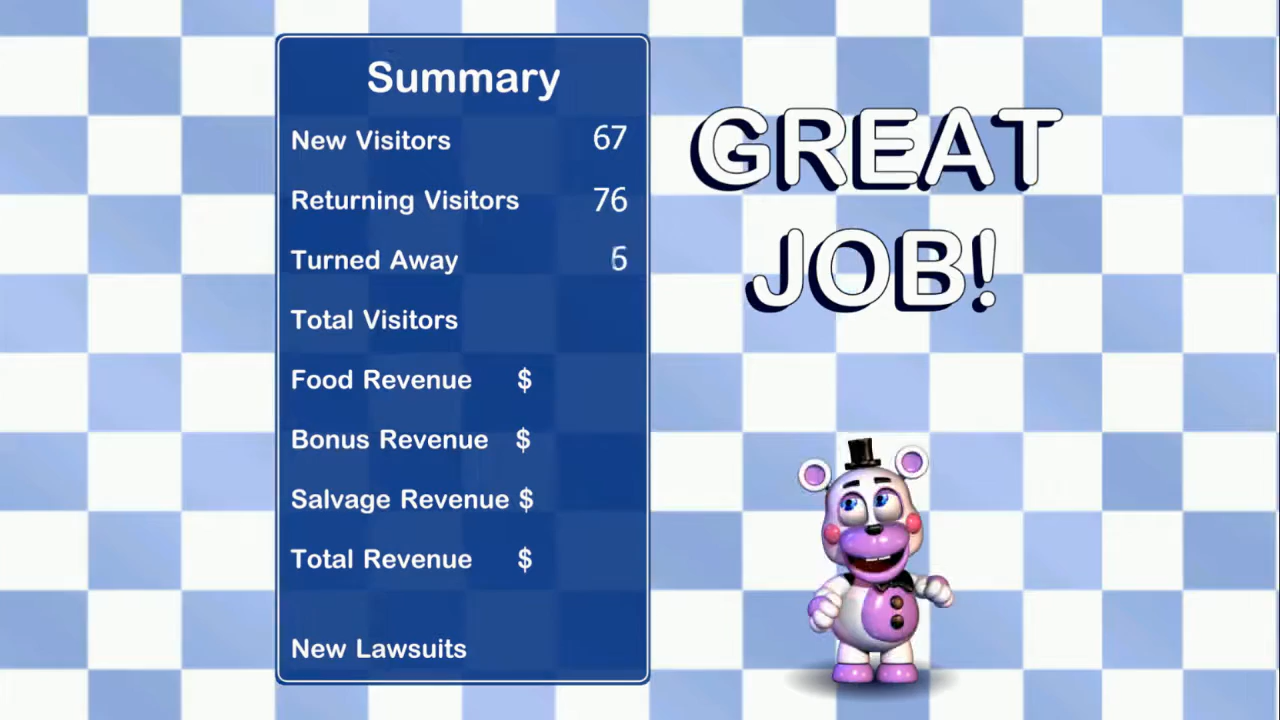 Summary
New Visitors 67
Returning Visitors 76
Turned Away
Total Visitors
Food Revenue $
Bonus Revenue $
Salvage Revenue $
Total Revenue $
New Lawsuits
GREAT
JOB!